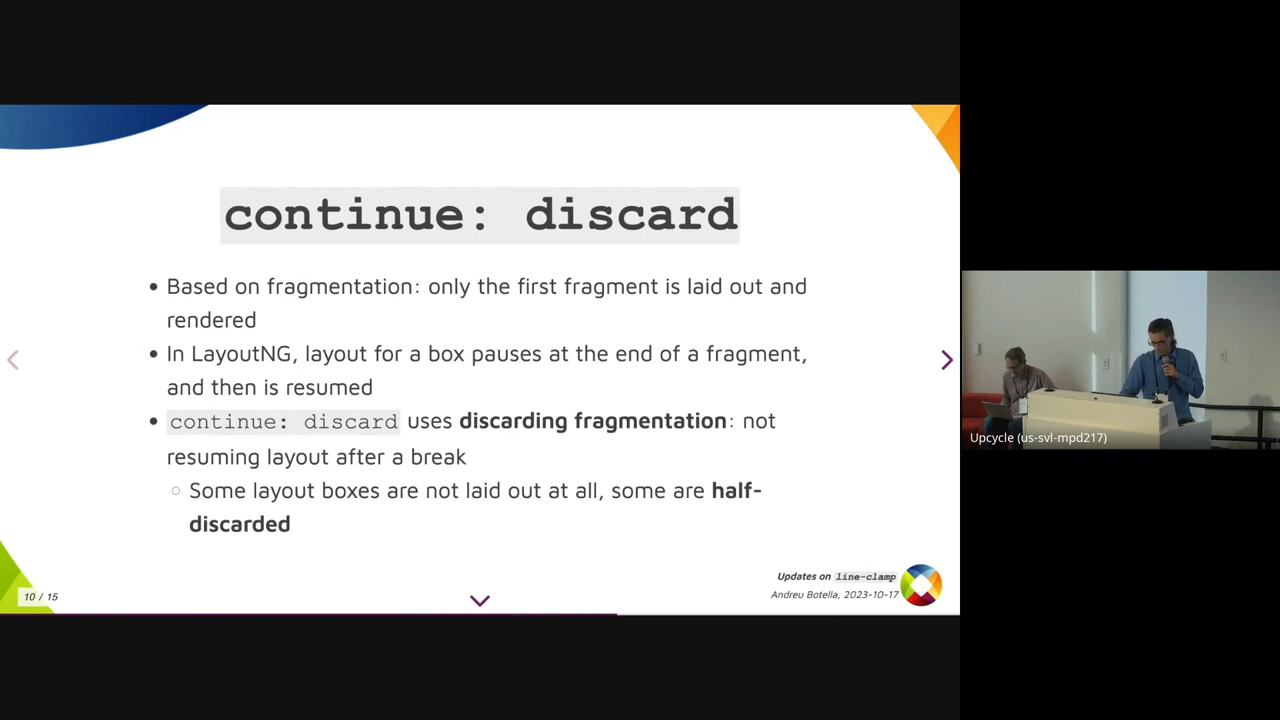 continue: discard
• Based on fragmentation: only the first fragment is laid out and
rendered
• In LayoutNG, layout for a box pauses at the end of a fragment,
and then is resumed
• continue: discard uses discarding fragmentation: not
resuming layout after a break
○ Some layout boxes are not laid out at all, some are half-
discarded
10 / 15
Updates on line-clamp
Andreu Botella, 2023-10-17
Upcycle (us-svl-mpd217)